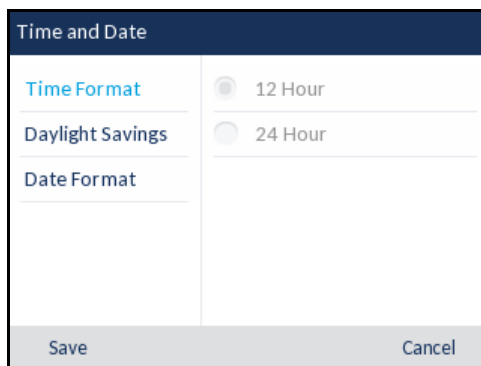 Time and Date
Time Format
12 Hour
Daylight Savings
24 Hour
Date Format
Save
Cancel